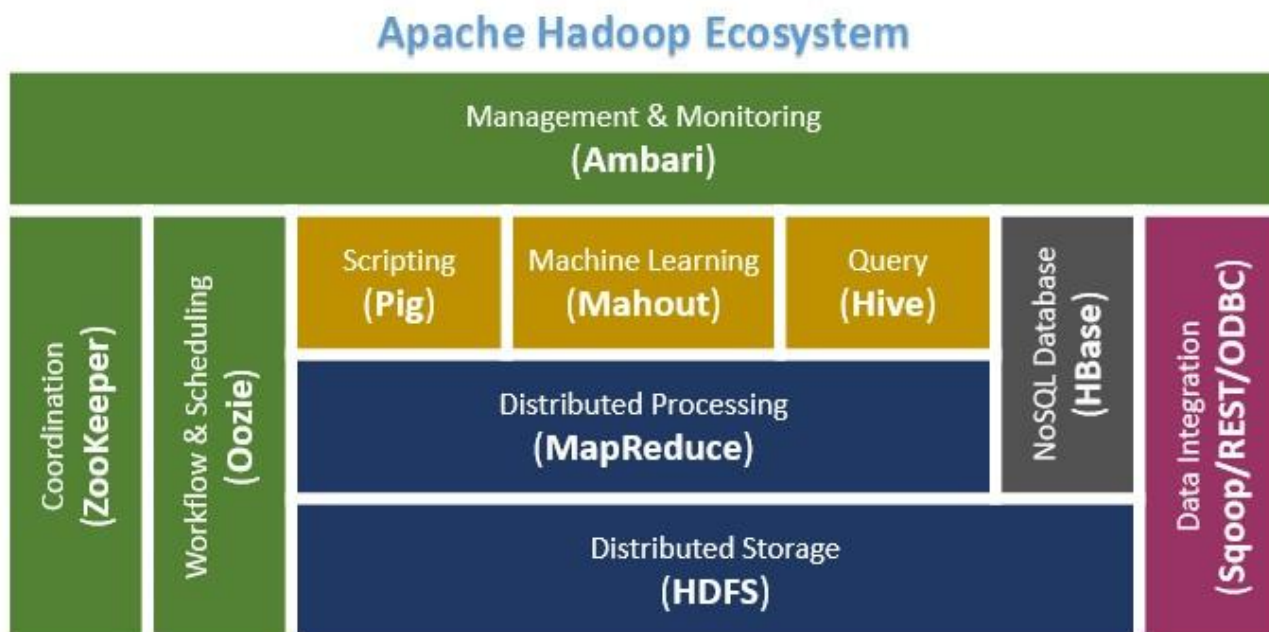 Apache Hadoop Ecosystem
Management & Monitoring
(Ambari)
Coordination
(ZooKeeper)
Workflow & Scheduling
(Oozie)
Scripting
(Pig)
Machine Learning
(Mahout)
Query
(Hive)
Distributed Processing
(MapReduce)
Distributed Storage
(HDFS)
NoSQL Database
(HBase)
Data Integration
(Sqoop/REST/ODBC)